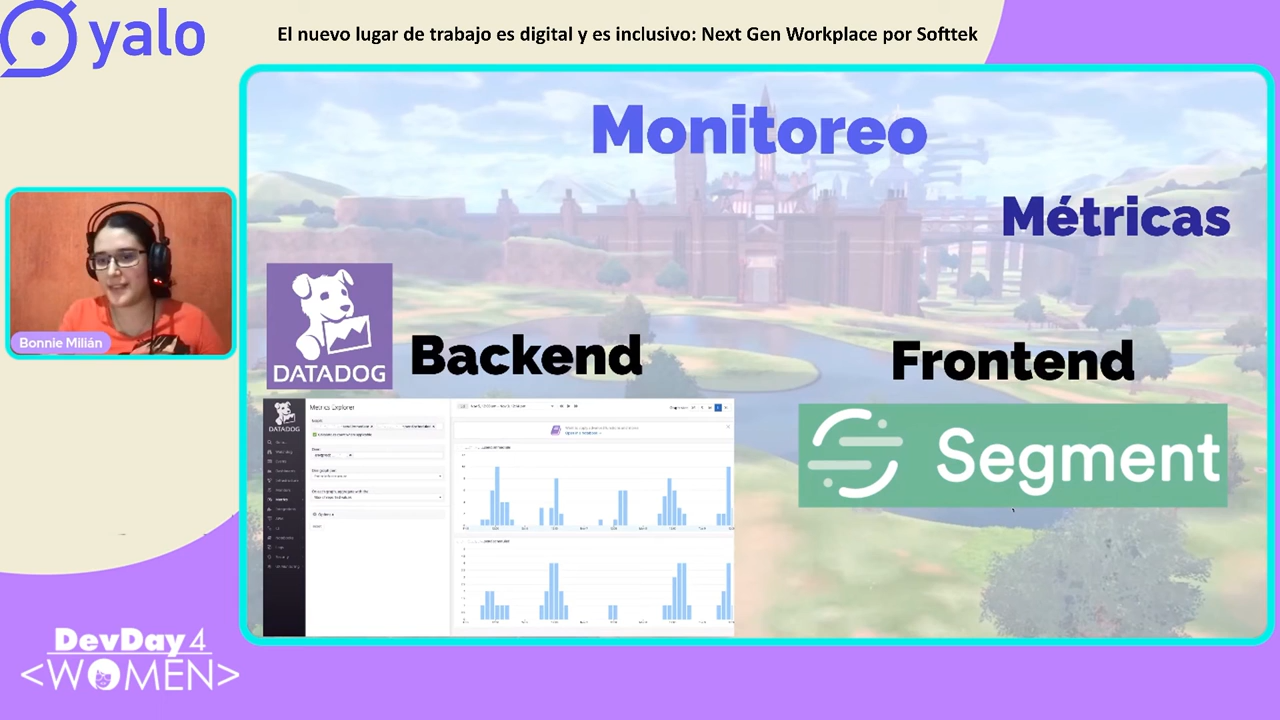 yalo
El nuevo lugar de trabajo es digital y es inclusivo: Next Gen Workplace por Softtek
Monitoreo
Métricas
Bonnie Milián
DATADOG
Backend
Frontend
Segment
DATADOG
Metrics Explorer
DevDay4
<WOMEN>